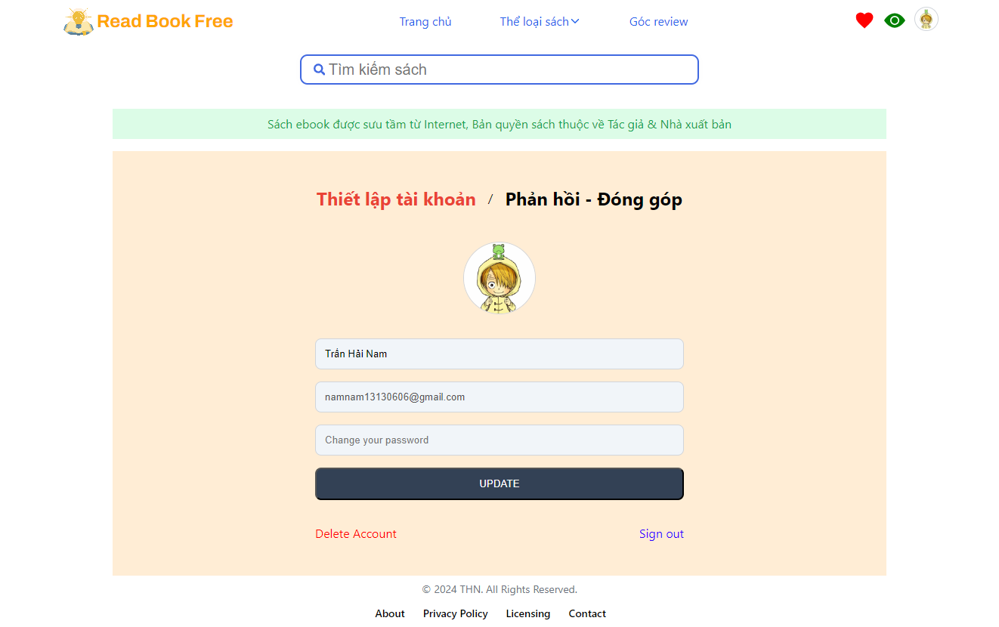 Read Book Free
Trang chủ
Thể loại sách
Góc review
Tìm kiếm sách
Sách ebook được sưu tầm từ Internet, Bản quyền sách thuộc về Tác giả & Nhà xuất bản
Thiết lập tài khoản / Phản hồi - Đóng góp
Trần Hải Nam
namnam13130606@gmail.com
Change your password
UPDATE
Delete Account
Sign out
© 2024 THN. All Rights Reserved.
About
Privacy Policy
Licensing
Contact